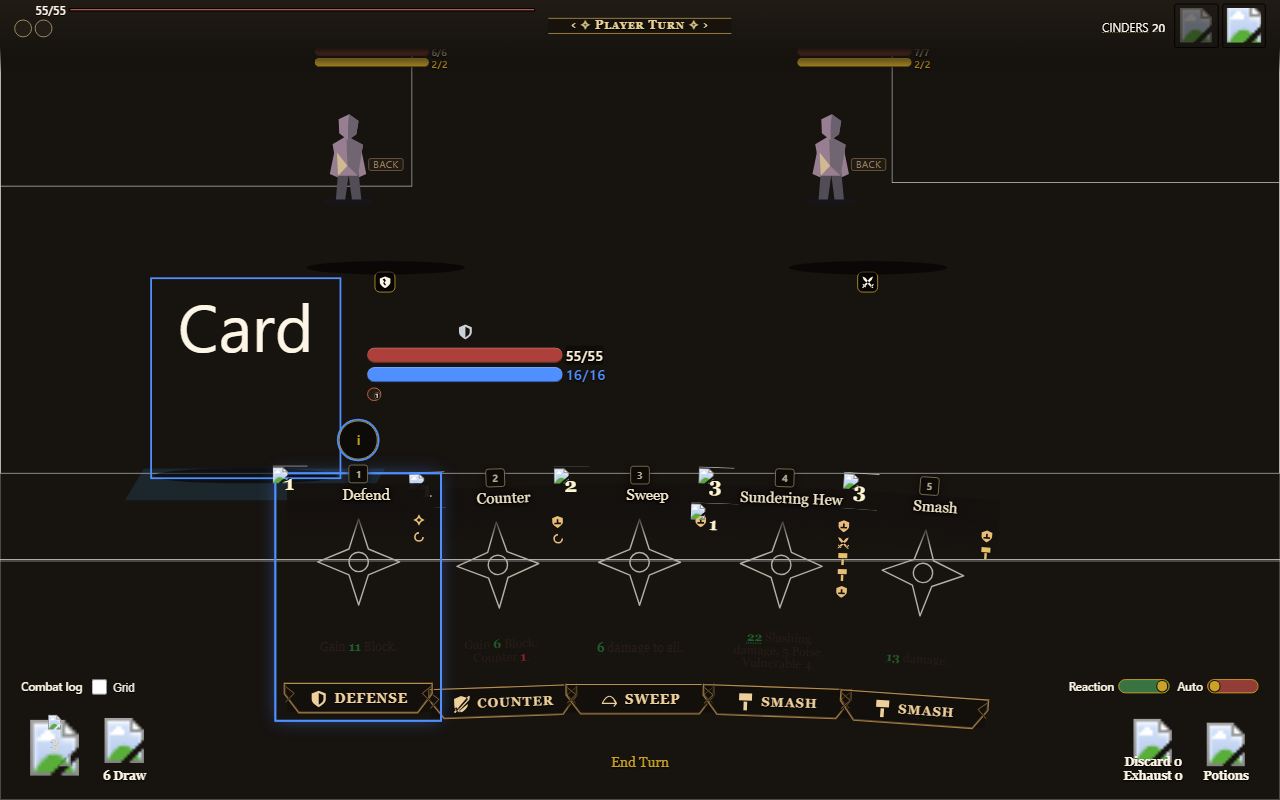 55/55
‹ ✧ PLAYER TURN ✧ ›
CINDERS 20
6/6
2/2
7/7
2/2
BACK
BACK
Card
55/55
16/16
i
1
1
Defend
2
Counter
2
3
Sweep
3
1
4
Sundering Hew
3
5
Smash
Gain 11 Block.
Gain 6 Block.
Counter 1
6 damage to all.
22 Slashing
damage, 5 Poise,
Vulnerable 4
13 damage
DEFENSE
COUNTER
SWEEP
SMASH
SMASH
Combat log
Grid
Reaction
Auto
6 Draw
End Turn
Discard 0
Exhaust 0
Potions